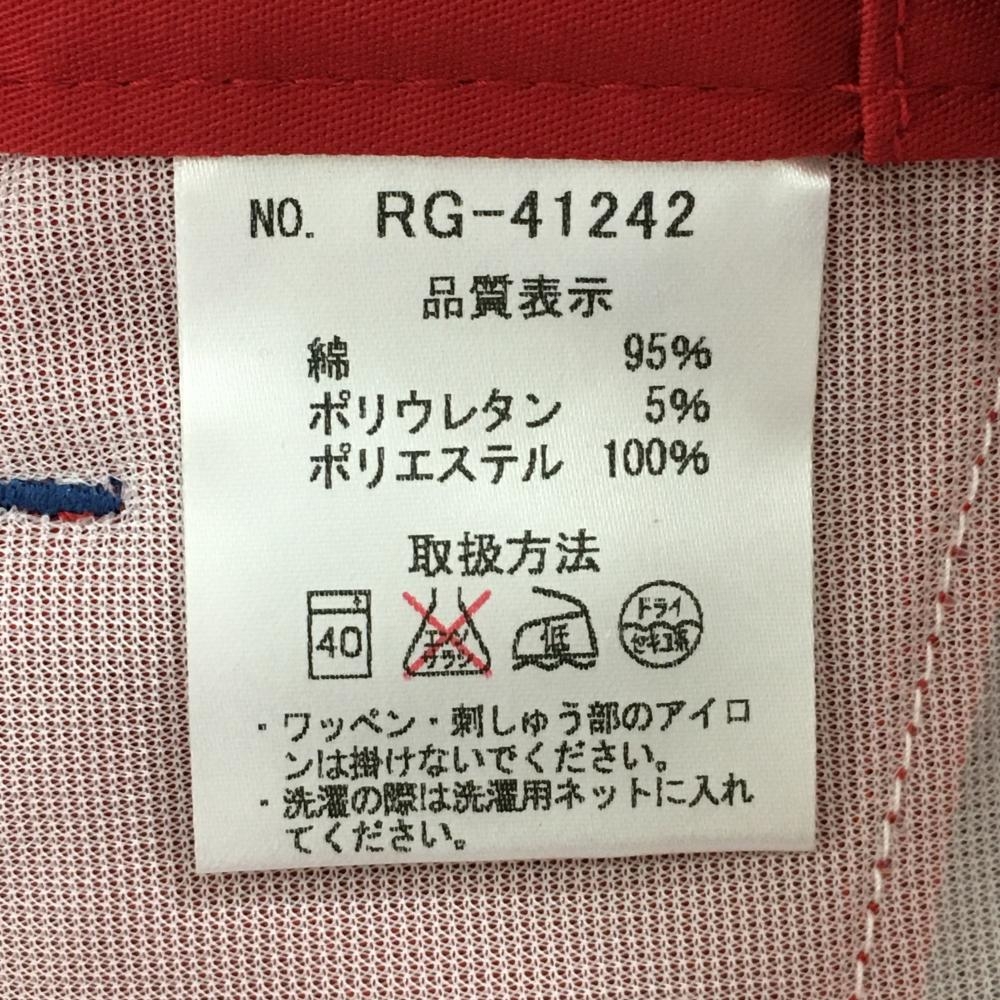 NO. RG-41242
品質表示
綿 95%
ポリウレタン 5%
ポリエステル 100%
取扱方法
40 エンソサラシ 低 ドライ セキユ系
・ワッペン・刺しゅう部のアイロ
ンは掛けないでください。
・洗濯の際は洗濯用ネットに入れ
てください。